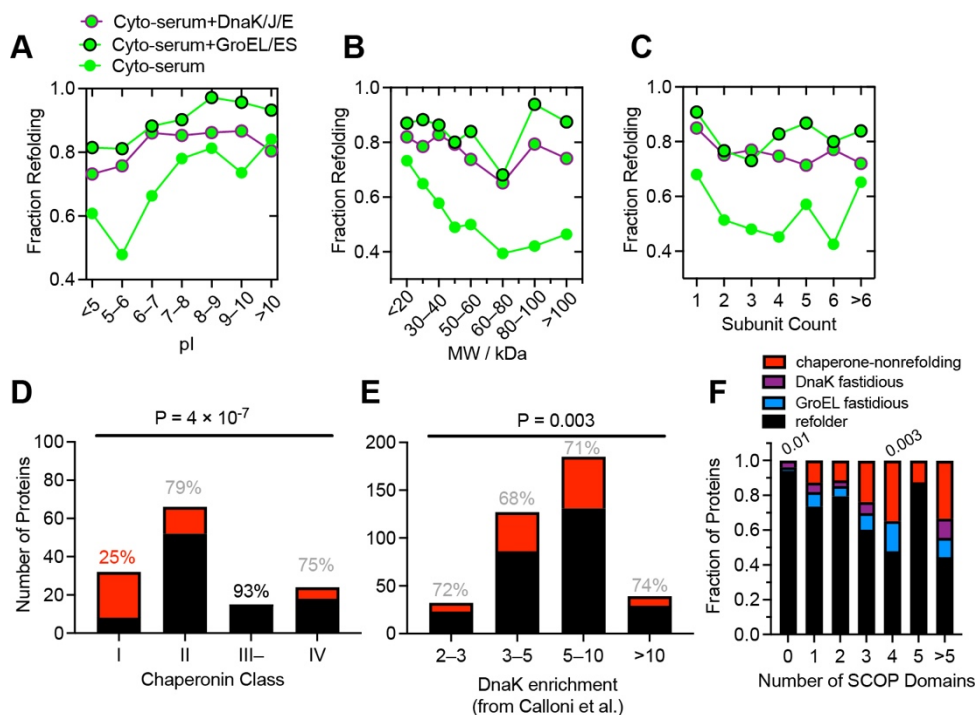 Cyto-serum+DnaK/J/E
Cyto-serum+GroEL/ES
Cyto-serum
A
Fraction Refolding
1.0
0.8
0.6
0.4
<5
5–6
6–7
7–8
8–9
9–10
>10
pI
B
Fraction Refolding
1.0
0.8
0.6
0.4
<20
30–40
50–60
60–80
80–100
>100
MW / kDa
C
Fraction Refolding
1.0
0.8
0.6
0.4
1
2
3
4
5
6
>6
Subunit Count
D
P = 4 × 10-7
Number of Proteins
100
80
60
40
20
0
25%
79%
93%
75%
I
II
III–
IV
Chaperonin Class
E
P = 0.003
200
150
100
50
0
72%
68%
71%
74%
2–3
3–5
5–10
>10
DnaK enrichment
(from Calloni et al.)
F
chaperone-nonrefolding
DnaK fastidious
GroEL fastidious
refolder
0.01
0.003
Fraction of Proteins
1.0
0.8
0.6
0.4
0.2
0.0
0
1
2
3
4
5
>5
Number of SCOP Domains